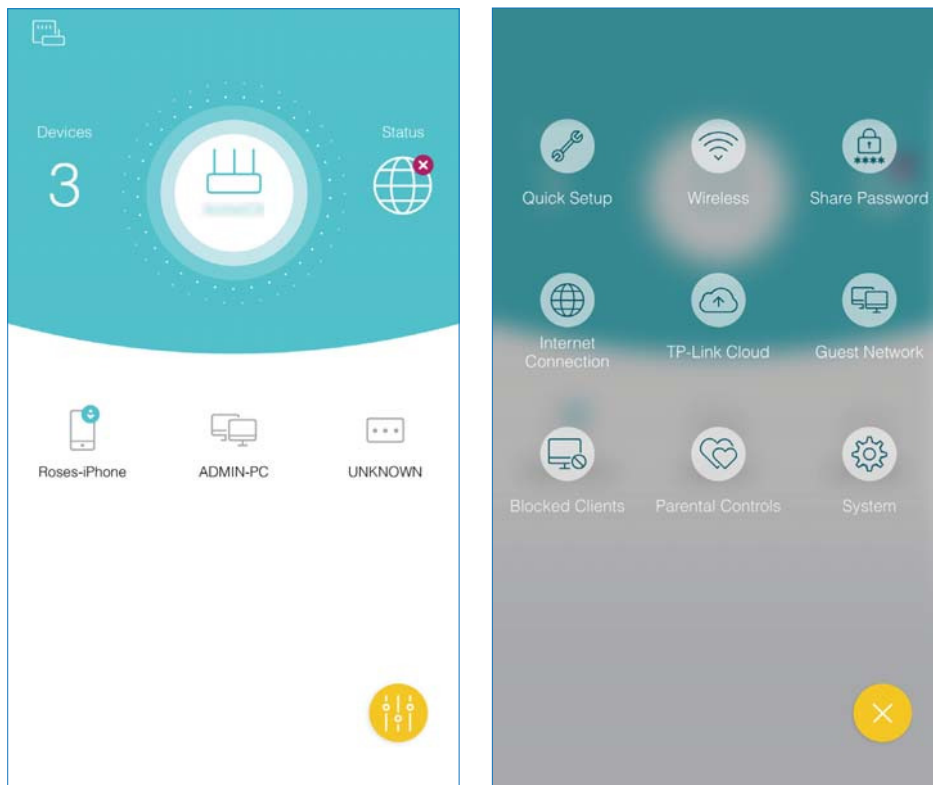 Devices
Status
3
Roses-iPhone
ADMIN-PC
UNKNOWN
Quick Setup
Wireless
Share Password
Internet
Connection
TP-Link Cloud
Guest Network
Blocked Clients
Parental Controls
System